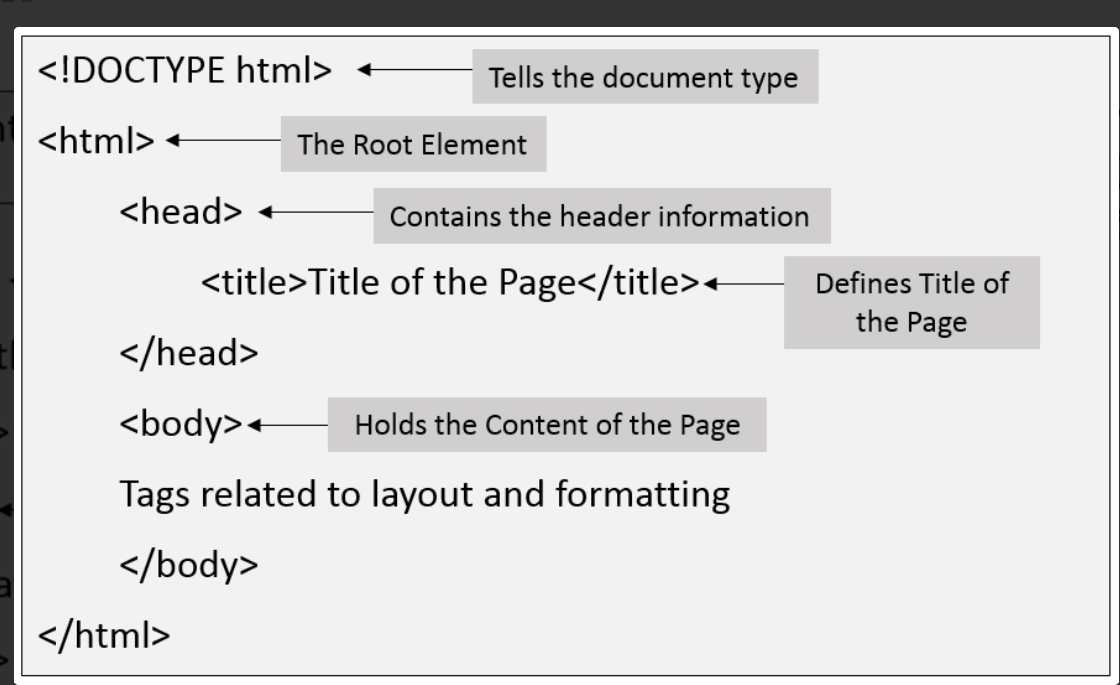 <!DOCTYPE html>
Tells the document type
<html>
The Root Element
<head>
Contains the header information
<title>Title of the Page</title>
Defines Title of
the Page
</head>
<body>
Holds the Content of the Page
Tags related to layout and formatting
</body>
</html>